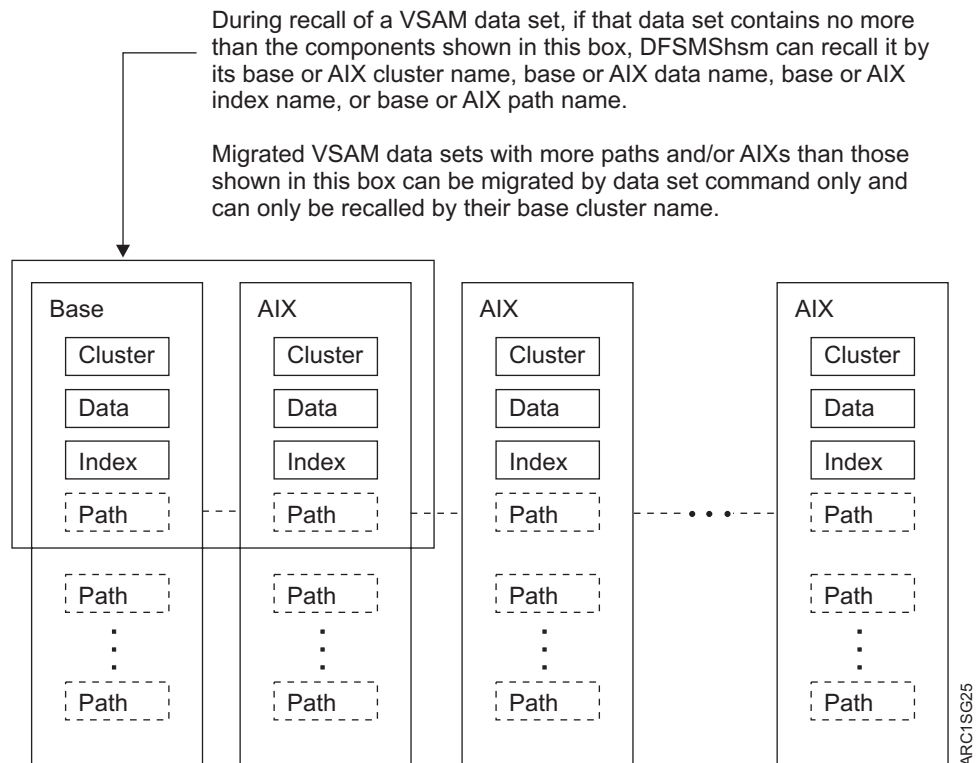 During recall of a VSAM data set, if that data set contains no more
than the components shown in this box, DFSMShsm can recall it by
its base or AIX cluster name, base or AIX data name, base or AIX
index name, or base or AIX path name.
Migrated VSAM data sets with more paths and/or AIXs than those
shown in this box can be migrated by data set command only and
can only be recalled by their base cluster name.
Base
Cluster
Data
Index
Path
Path
Path
AIX
Cluster
Data
Index
Path
Path
Path
AIX
Cluster
Data
Index
Path
Path
Path
AIX
Cluster
Data
Index
Path
Path
Path
ARC1SG25